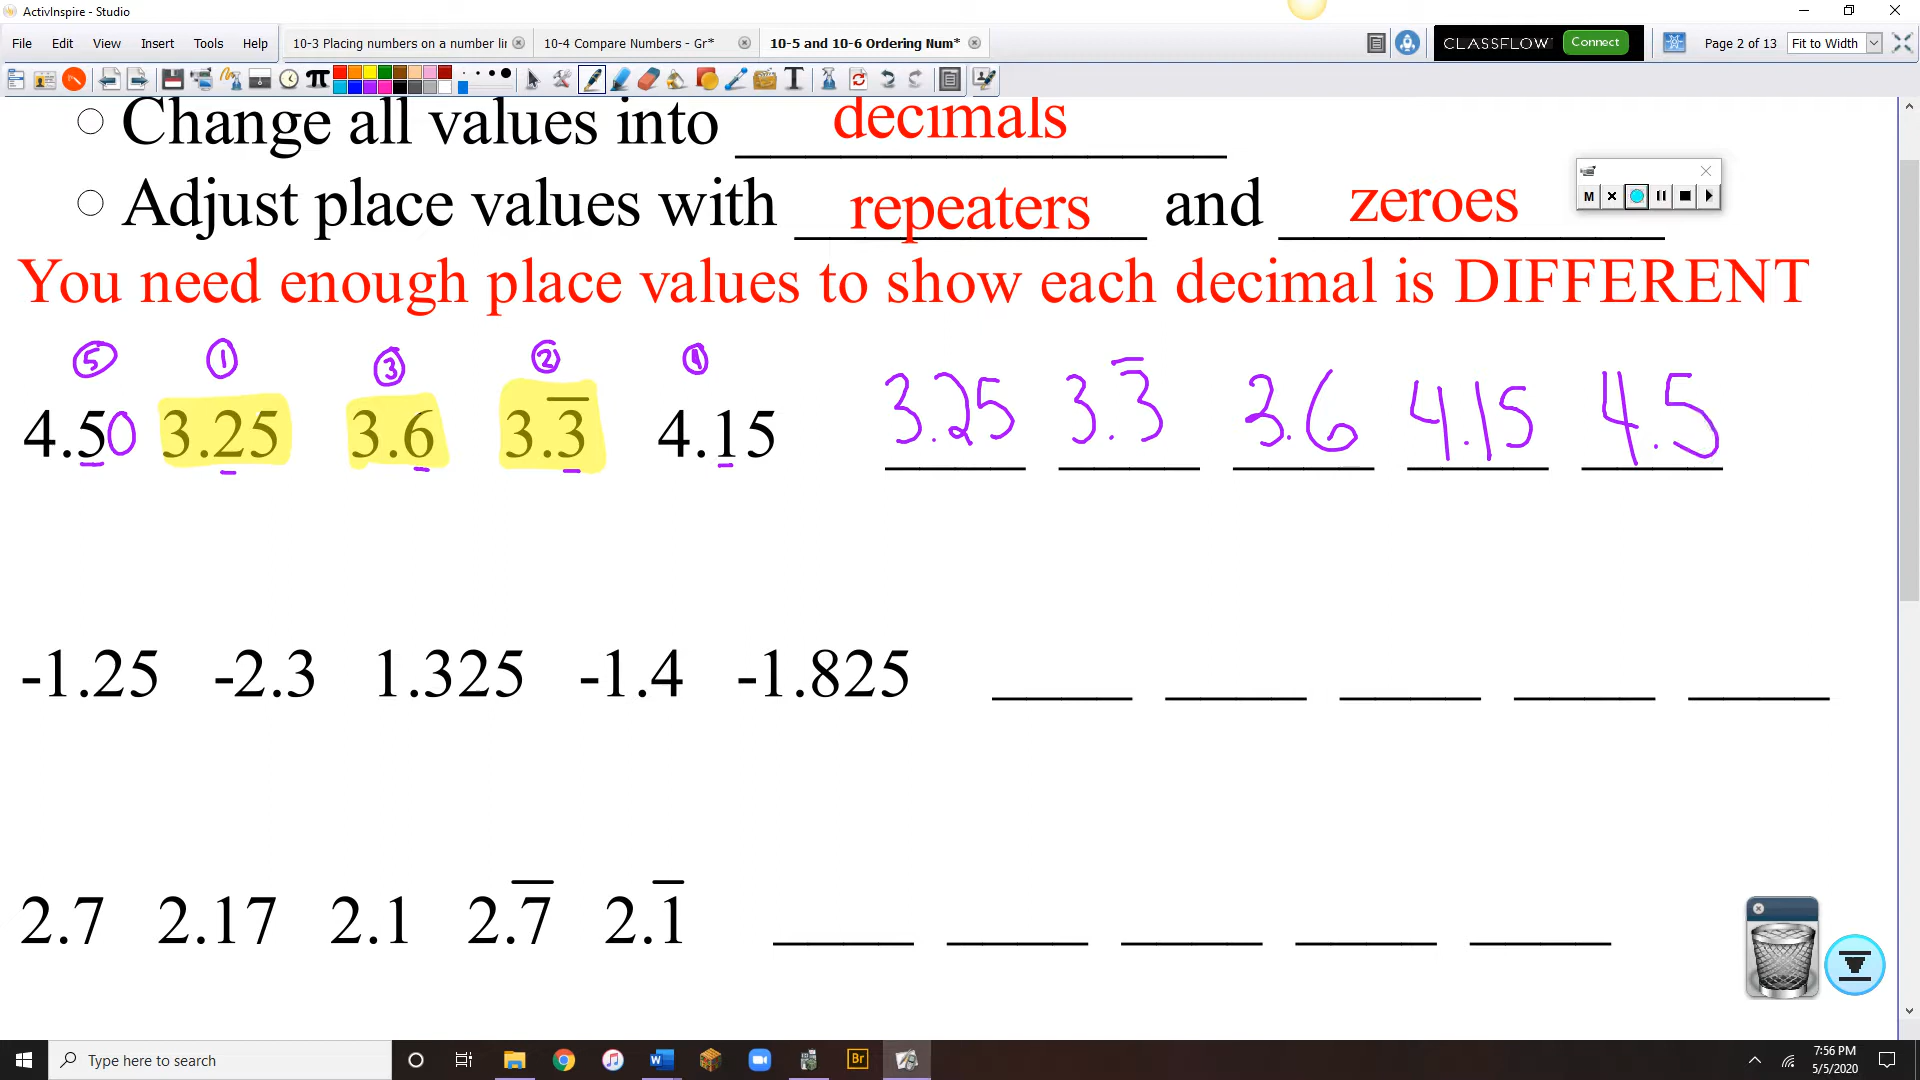 ActivInspire - Studio
File Edit View Insert Tools Help 10-3 Placing numbers on a number lin 10-4 Compare Numbers - Gr* 10-5 and 10-6 Ordering Num* CLASSFLOW Connect Page 2 of 13 Fit to Width
○ Change all values into decimals
○ Adjust place values with repeaters and zeroes
M
You need enough place values to show each decimal is DIFFERENT
⑤ ① ③ ② ④
4.50 3.25 3.6 3.3̅ 4.15 3.25 3.3̅ 3.6 4.15 4.5
-1.25 -2.3 1.325 -1.4 -1.825
2.7 2.17 2.1 2.7̅ 2.1̅
Type here to search Br 7:56 PM
5/5/2020